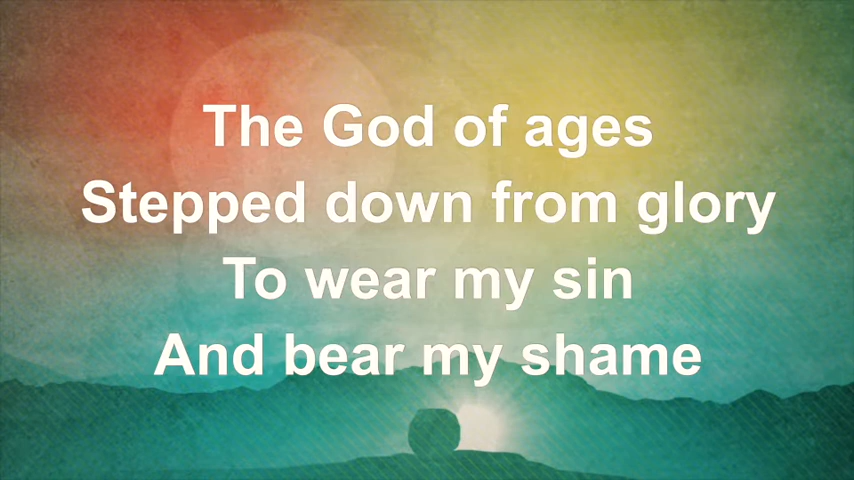 The God of ages
Stepped down from glory
To wear my sin
And bear my shame